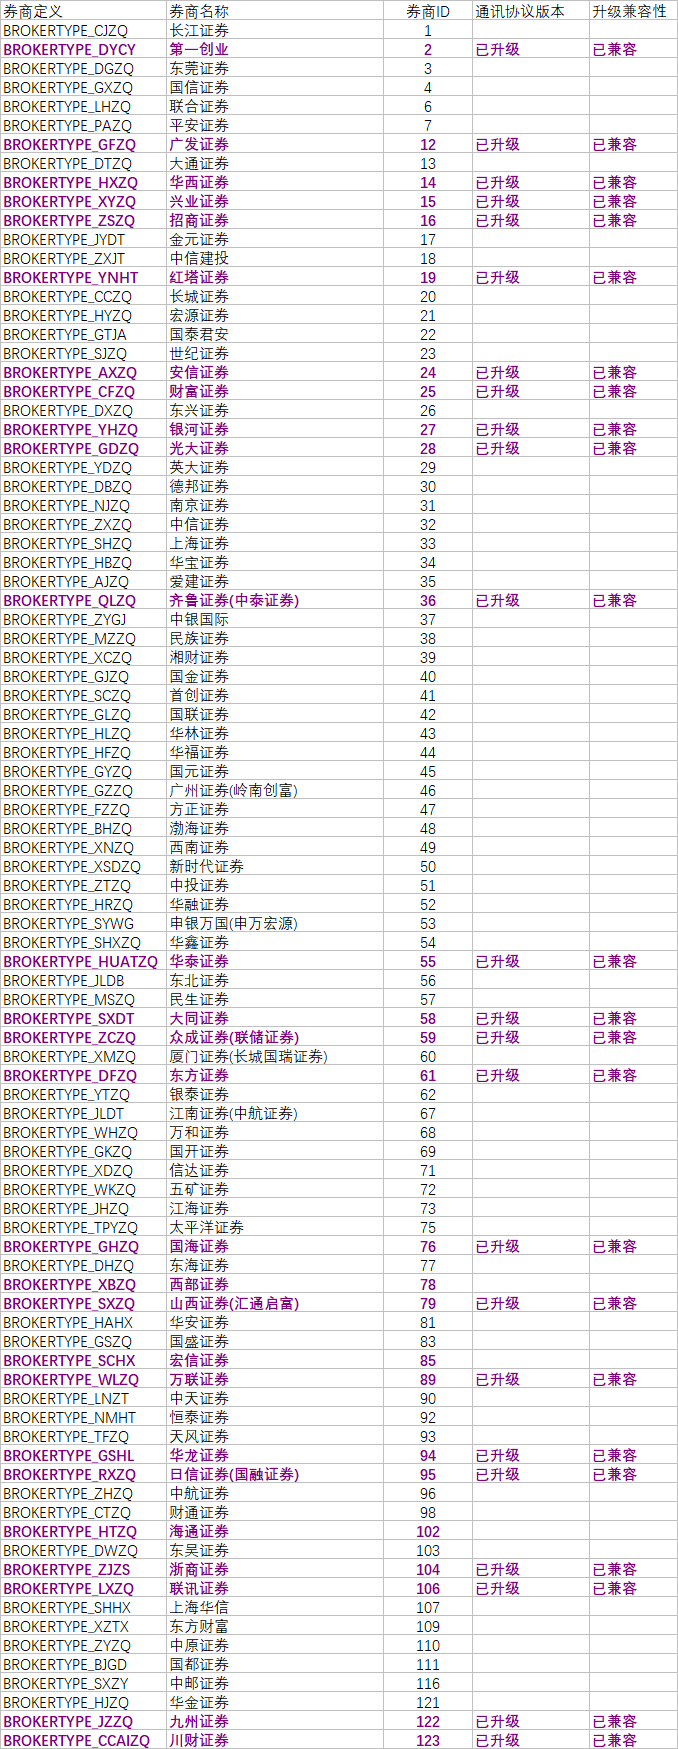 券商定义 券商名称 券商ID 通讯协议版本 升级兼容性
BROKERTYPE_CJZQ 长江证券 1
BROKERTYPE_DYCY 第一创业 2 已升级 已兼容
BROKERTYPE_DGZQ 东莞证券 3
BROKERTYPE_GXZQ 国信证券 4
BROKERTYPE_LHZQ 联合证券 6
BROKERTYPE_PAZQ 平安证券 7
BROKERTYPE_GFZQ 广发证券 12 已升级 已兼容
BROKERTYPE_DTZQ 大通证券 13
BROKERTYPE_HXZQ 华西证券 14 已升级 已兼容
BROKERTYPE_XYZQ 兴业证券 15 已升级 已兼容
BROKERTYPE_ZSZQ 招商证券 16 已升级 已兼容
BROKERTYPE_JYDT 金元证券 17
BROKERTYPE_ZXJT 中信建投 18
BROKERTYPE_YNHT 红塔证券 19 已升级 已兼容
BROKERTYPE_CCZQ 长城证券 20
BROKERTYPE_HYZQ 宏源证券 21
BROKERTYPE_GTJA 国泰君安 22
BROKERTYPE_SJZQ 世纪证券 23
BROKERTYPE_AXZQ 安信证券 24 已升级 已兼容
BROKERTYPE_CFZQ 财富证券 25 已升级 已兼容
BROKERTYPE_DXZQ 东兴证券 26
BROKERTYPE_YHZQ 银河证券 27 已升级 已兼容
BROKERTYPE_GDZQ 光大证券 28 已升级 已兼容
BROKERTYPE_YDZQ 英大证券 29
BROKERTYPE_DBZQ 德邦证券 30
BROKERTYPE_NJZQ 南京证券 31
BROKERTYPE_ZXZQ 中信证券 32
BROKERTYPE_SHZQ 上海证券 33
BROKERTYPE_HBZQ 华宝证券 34
BROKERTYPE_AJZQ 爱建证券 35
BROKERTYPE_QLZQ 齐鲁证券(中泰证券) 36 已升级 已兼容
BROKERTYPE_ZYGJ 中银国际 37
BROKERTYPE_MZZQ 民族证券 38
BROKERTYPE_XCZQ 湘财证券 39
BROKERTYPE_GJZQ 国金证券 40
BROKERTYPE_SCZQ 首创证券 41
BROKERTYPE_GLZQ 国联证券 42
BROKERTYPE_HLZQ 华林证券 43
BROKERTYPE_HFZQ 华福证券 44
BROKERTYPE_GYZQ 国元证券 45
BROKERTYPE_GZZQ 广州证券(岭南创富) 46
BROKERTYPE_FZZQ 方正证券 47
BROKERTYPE_BHZQ 渤海证券 48
BROKERTYPE_XNZQ 西南证券 49
BROKERTYPE_XSDZQ 新时代证券 50
BROKERTYPE_ZTZQ 中投证券 51
BROKERTYPE_HRZQ 华融证券 52
BROKERTYPE_SYWG 申银万国(申万宏源) 53
BROKERTYPE_SHXZQ 华鑫证券 54
BROKERTYPE_HUATZQ 华泰证券 55 已升级 已兼容
BROKERTYPE_JLDB 东北证券 56
BROKERTYPE_MSZQ 民生证券 57
BROKERTYPE_SXDT 大同证券 58 已升级 已兼容
BROKERTYPE_ZCZQ 众成证券(联储证券) 59 已升级 已兼容
BROKERTYPE_XMZQ 厦门证券(长城国瑞证券) 60
BROKERTYPE_DFZQ 东方证券 61 已升级 已兼容
BROKERTYPE_YTZQ 银泰证券 62
BROKERTYPE_JLDT 江南证券(中航证券) 67
BROKERTYPE_WHZQ 万和证券 68
BROKERTYPE_GKZQ 国开证券 69
BROKERTYPE_XDZQ 信达证券 71
BROKERTYPE_WKZQ 五矿证券 72
BROKERTYPE_JHZQ 江海证券 73
BROKERTYPE_TPYZQ 太平洋证券 75
BROKERTYPE_GHZQ 国海证券 76 已升级 已兼容
BROKERTYPE_DHZQ 东海证券 77
BROKERTYPE_XBZQ 西部证券 78
BROKERTYPE_SXZQ 山西证券(汇通启富) 79 已升级 已兼容
BROKERTYPE_HAHX 华安证券 81
BROKERTYPE_GSZQ 国盛证券 83
BROKERTYPE_SCHX 宏信证券 85
BROKERTYPE_WLZQ 万联证券 89 已升级 已兼容
BROKERTYPE_LNZT 中天证券 90
BROKERTYPE_NMHT 恒泰证券 92
BROKERTYPE_TFZQ 天风证券 93
BROKERTYPE_GSHL 华龙证券 94 已升级 已兼容
BROKERTYPE_RXZQ 日信证券(国融证券) 95 已升级 已兼容
BROKERTYPE_ZHZQ 中航证券 96
BROKERTYPE_CTZQ 财通证券 98
BROKERTYPE_HTZQ 海通证券 102
BROKERTYPE_DWZQ 东吴证券 103
BROKERTYPE_ZJZS 浙商证券 104 已升级 已兼容
BROKERTYPE_LXZQ 联讯证券 106 已升级 已兼容
BROKERTYPE_SHHX 上海华信 107
BROKERTYPE_XZTX 东方财富 109
BROKERTYPE_ZYZQ 中原证券 110
BROKERTYPE_BJGD 国都证券 111
BROKERTYPE_SXZY 中邮证券 116
BROKERTYPE_HJZQ 华金证券 121
BROKERTYPE_JZZQ 九州证券 122 已升级 已兼容
BROKERTYPE_CCAIZQ 川财证券 123 已升级 已兼容